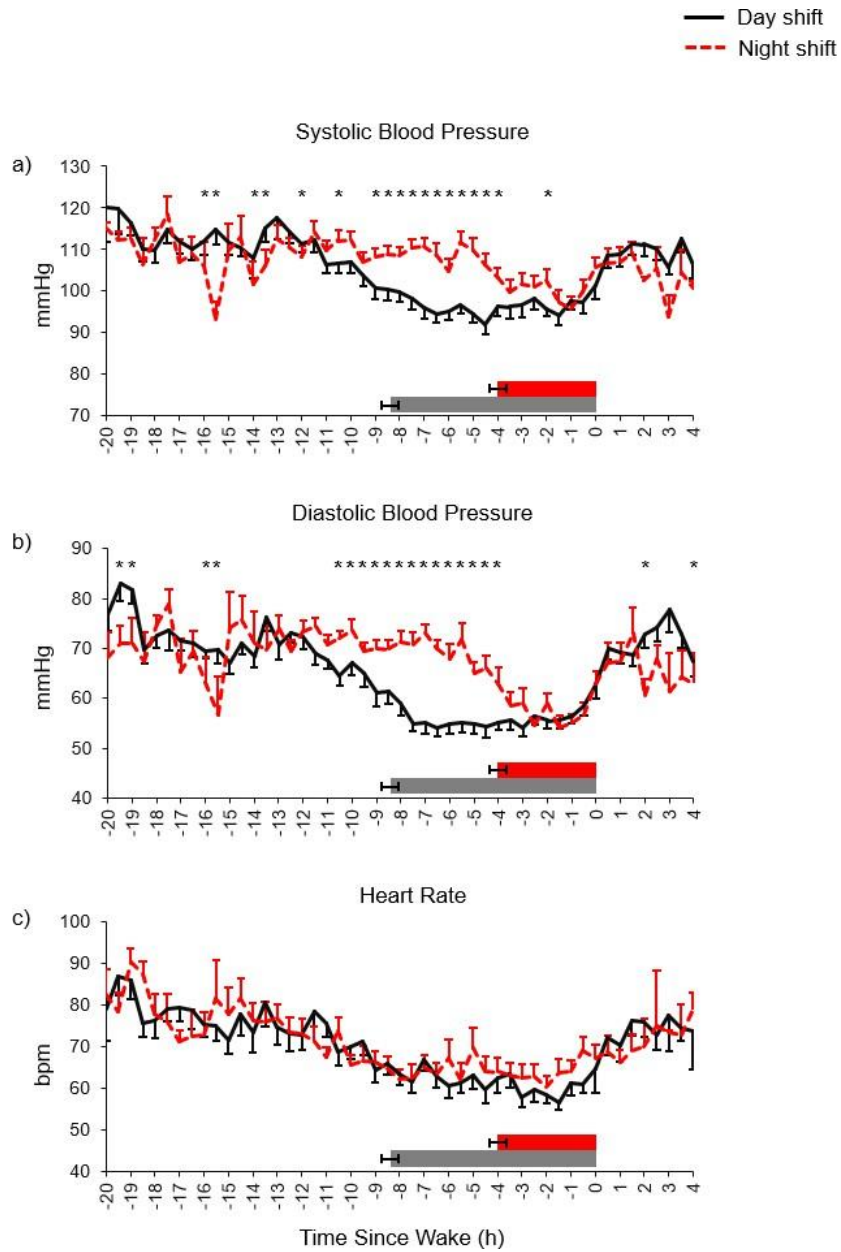 Day shift
Night shift
Systolic Blood Pressure
a)
130
120
110
100
90
80
70
mmHg
* * * * * * * * * * * * * * * * * * *
-20 -19 -18 -17 -16 -15 -14 -13 -12 -11 -10 -9 -8 -7 -6 -5 -4 -3 -2 -1 0 1 2 3 4
Diastolic Blood Pressure
b)
90
80
70
60
50
40
mmHg
* * * * * * * * * * * * * * * * * * * *
-20 -19 -18 -17 -16 -15 -14 -13 -12 -11 -10 -9 -8 -7 -6 -5 -4 -3 -2 -1 0 1 2 3 4
Heart Rate
c)
100
90
80
70
60
50
40
bpm
-20 -19 -18 -17 -16 -15 -14 -13 -12 -11 -10 -9 -8 -7 -6 -5 -4 -3 -2 -1 0 1 2 3 4
Time Since Wake (h)